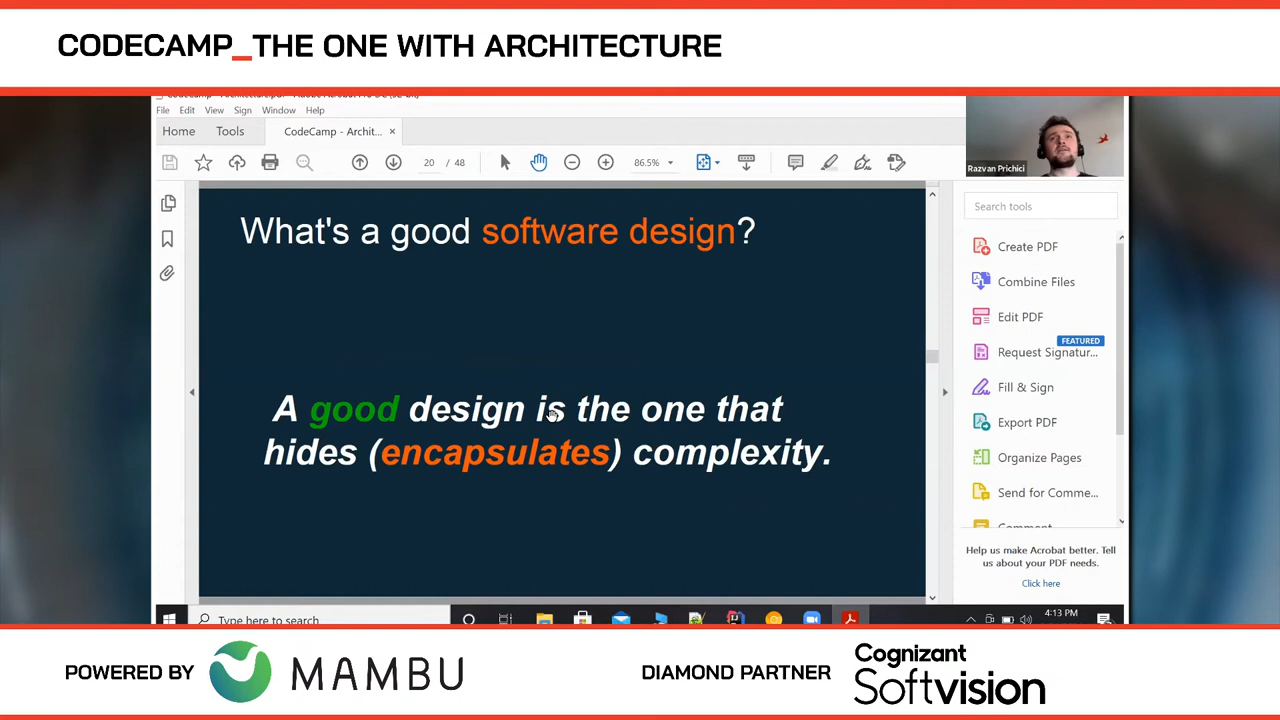 CODECAMP_THE ONE WITH ARCHITECTURE
File Edit View Sign Window Help
Home Tools CodeCamp - Archit... ×
20 / 48 86.5%
Razvan Prichici
What's a good software design?
A good design is the one that
hides (encapsulates) complexity.
Search tools
Create PDF
Combine Files
Edit PDF
FEATURED
Request Signatur...
Fill & Sign
Export PDF
Organize Pages
Send for Comme...
Comment
Help us make Acrobat better. Tell
us about your PDF needs.
Click here
Type here to search
4:13 PM
POWERED BY MAMBU
DIAMOND PARTNER
Cognizant
Softvision